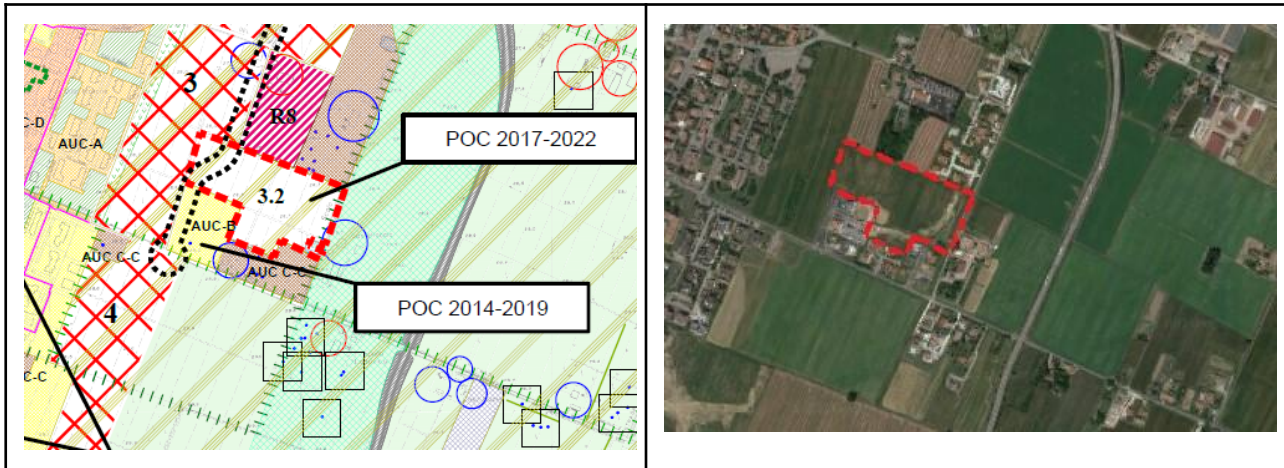 3
R8
POC 2017-2022
C-D
AUC-A
3.2
AUC-B
AUC C-C
AUC C-C
POC 2014-2019
4
C-C